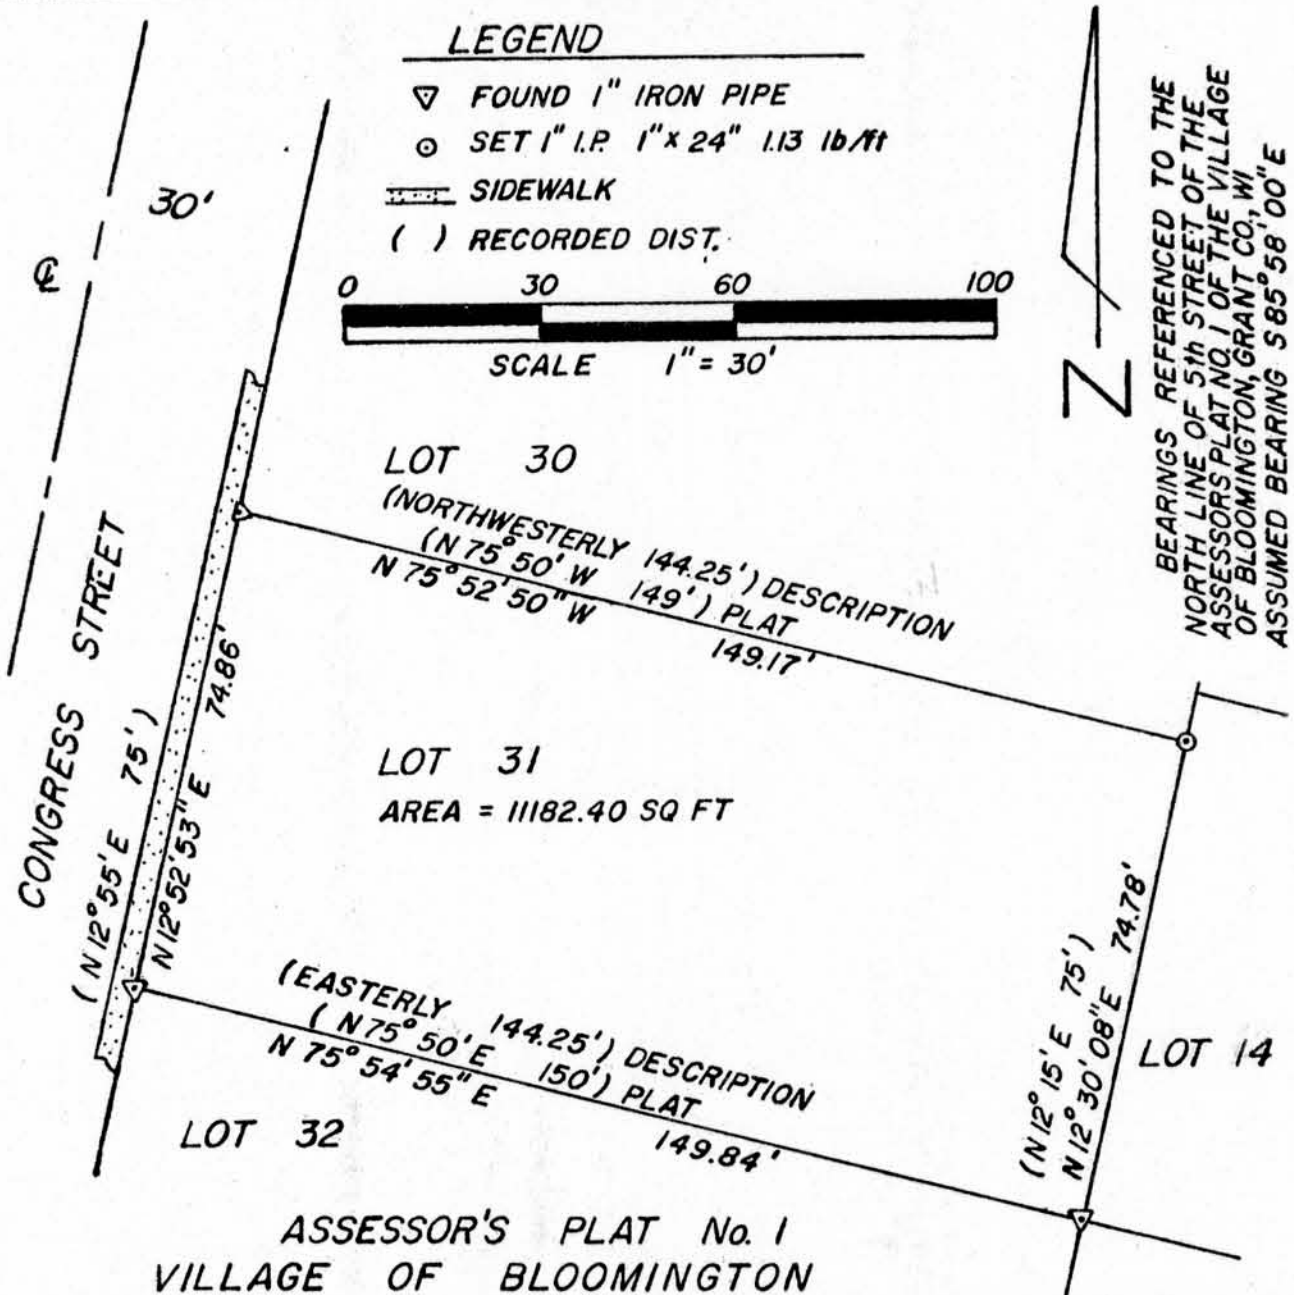 LEGEND
FOUND 1" IRON PIPE
SET 1" I.P. 1" X 24" 1.13 lb/ft
SIDEWALK
( ) RECORDED DIST.
0 30 60 100
SCALE 1" = 30'
30'
℄
N
BEARINGS REFERENCED TO THE
NORTH LINE OF 5th STREET OF THE
ASSESSORS PLAT NO. 1 OF THE VILLAGE
OF BLOOMINGTON, GRANT CO., WI
ASSUMED BEARING S 85° 58' 00" E
LOT 30
(NORTHWESTERLY 144.25') DESCRIPTION
(N 75° 50' W 149') PLAT
N 75° 52' 50" W 149.17'
CONGRESS STREET
(N 12° 55' E 75')
N 12° 52' 53" E 74.86'
LOT 31
AREA = 11182.40 SQ FT
(EASTERLY 144.25') DESCRIPTION
(N 75° 50' E 150') PLAT
N 75° 54' 55" E 149.84'
(N 12° 15' E 75')
N 12° 30' 08" E 74.78'
LOT 14
LOT 32
ASSESSOR'S PLAT No. 1
VILLAGE OF BLOOMINGTON